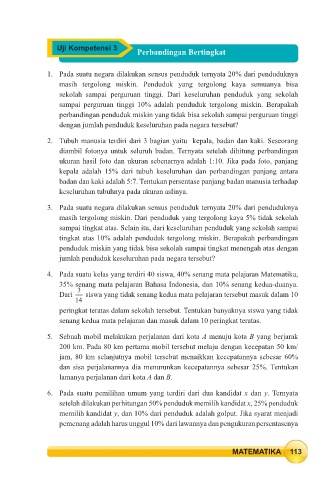 Uji Kompetensi 3
Perbandingan Bertingkat
1. Pada suatu negara dilakukan sensus penduduk ternyata 20% dari penduduknya
masih tergolong miskin. Penduduk yang tergolong kaya semuanya bisa
sekolah sampai perguruan tinggi. Dari keseluruhan penduduk yang sekolah
sampai perguruan tinggi 10% adalah penduduk tergolong miskin. Berapakah
perbandingan penduduk miskin yang tidak bisa sekolah sampai perguruan tinggi
dengan jumlah penduduk keseluruhan pada negara tersebut?
2. Tubuh manusia terdiri dari 3 bagian yaitu kepala, badan dan kaki. Seseorang
diambil fotonya untuk seluruh badan. Ternyata setelah dihitung perbandingan
ukuran hasil foto dan ukuran sebenarnya adalah 1:10. Jika pada foto, panjang
kepala adalah 15% dari tubuh keseluruhan dan perbandingan panjang antara
badan dan kaki adalah 5:7. Tentukan persentase panjang badan manusia terhadap
keseluruhan tubuhnya pada ukuran aslinya.
3. Pada suatu negara dilakukan sensus penduduk ternyata 20% dari penduduknya
masih tergolong miskin. Dari penduduk yang tergolong kaya 5% tidak sekolah
sampai tingkat atas. Selain itu, dari keseluruhan penduduk yang sekolah sampai
tingkat atas 10% adalah penduduk tergolong miskin. Berapakah perbandingan
penduduk miskin yang tidak bisa sekolah sampai tingkat menengah atas dengan
jumlah penduduk keseluruhan pada negara tersebut?
4. Pada suatu kelas yang terdiri 40 siswa, 40% senang mata pelajaran Matematika,
35% senang mata pelajaran Bahasa Indonesia, dan 10% senang kedua-duanya.
Dari 3/14 siswa yang tidak senang kedua mata pelajaran tersebut masuk dalam 10
peringkat teratas dalam sekolah tersebut. Tentukan banyaknya siswa yang tidak
senang kedua mata pelajaran dan masuk dalam 10 peringkat teratas.
5. Sebuah mobil melakukan perjalanan dari kota A menuju kota B yang berjarak
200 km. Pada 80 km pertama mobil tersebut melaju dengan kecepatan 50 km/
jam, 80 km selanjutnya mobil tersebut menaikkan kecepatannya sebesar 60%
dan sisa perjalanannya dia menurunkan kecepatannya sebesar 25%. Tentukan
lamanya perjalanan dari kota A dan B.
6. Pada suatu pemilihan umum yang terdiri dari dua kandidat x dan y. Ternyata
setelah dilakukan perhitungan 50% penduduk memilih kandidat x, 25% penduduk
memilih kandidat y, dan 10% dari penduduk adalah golput. Jika syarat menjadi
pemenang adalah harus unggul 10% dari lawannya dan pengukuran persentasenya
MATEMATIKA 113